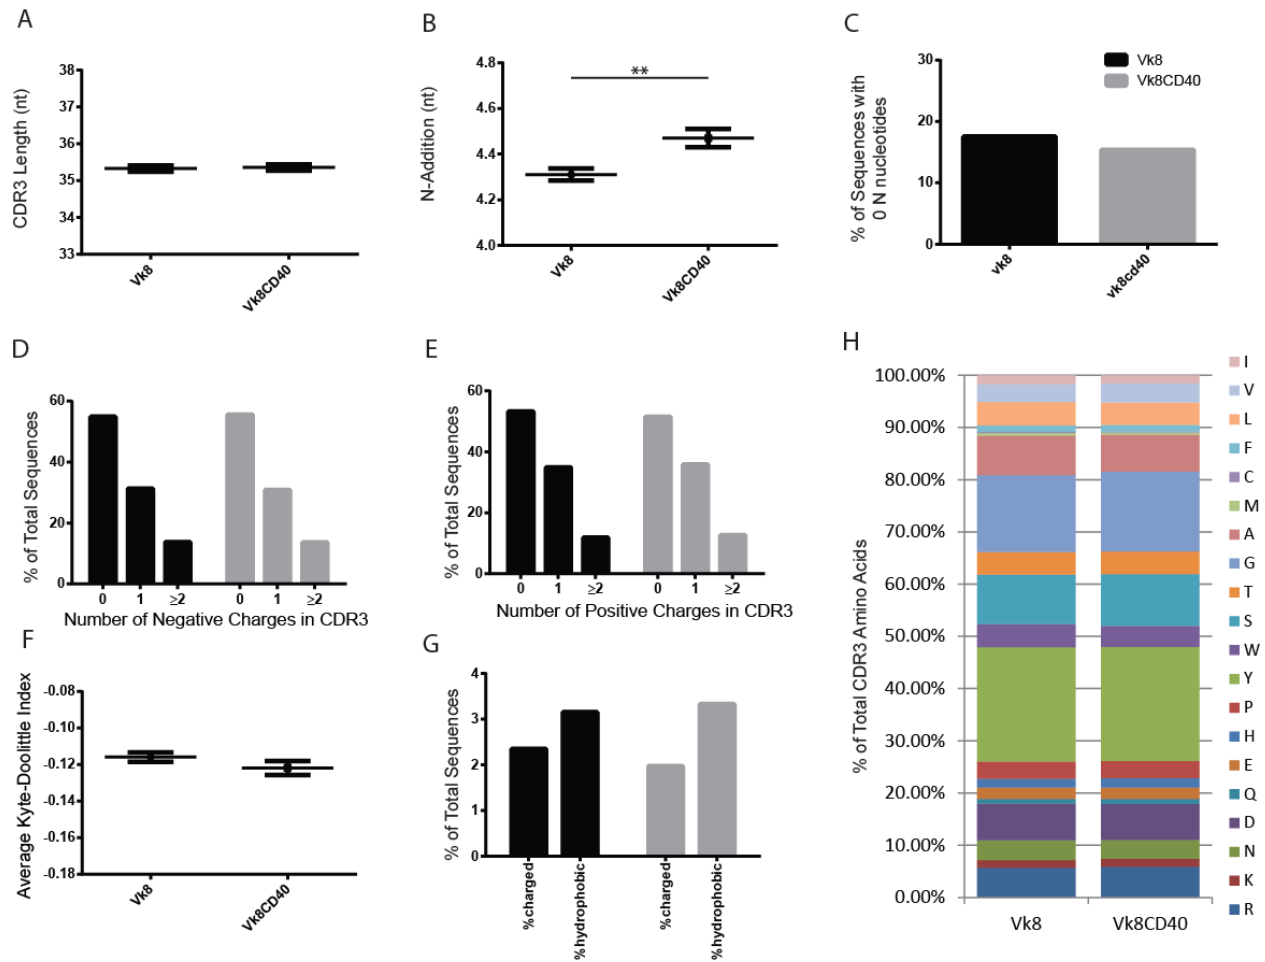 A
CDR3 Length (nt)
38
37
36
35
34
33
Vk8
Vk8CD40
B
N-Addition (nt)
4.8
4.6
4.4
4.2
4.0
**
Vk8
Vk8CD40
C
% of Sequences with
0 N nucleotides
30
20
10
0
Vk8
Vk8CD40
vk8
vk8cd40
D
% of Total Sequences
60
40
20
0
0 1 ≥2 0 1 ≥2
Number of Negative Charges in CDR3
E
% of Total Sequences
60
40
20
0
0 1 ≥2 0 1 ≥2
Number of Positive Charges in CDR3
F
Average Kyte-Doolittle Index
-0.08
-0.10
-0.12
-0.14
-0.16
-0.18
Vk8
Vk8CD40
G
% of Total Sequences
4
3
2
1
0
%charged
%hydrophobic
%charged
%hydrophobic
H
% of Total CDR3 Amino Acids
100.00%
90.00%
80.00%
70.00%
60.00%
50.00%
40.00%
30.00%
20.00%
10.00%
0.00%
Vk8
Vk8CD40
I
V
L
F
C
M
A
G
T
S
W
Y
P
H
E
Q
D
N
K
R